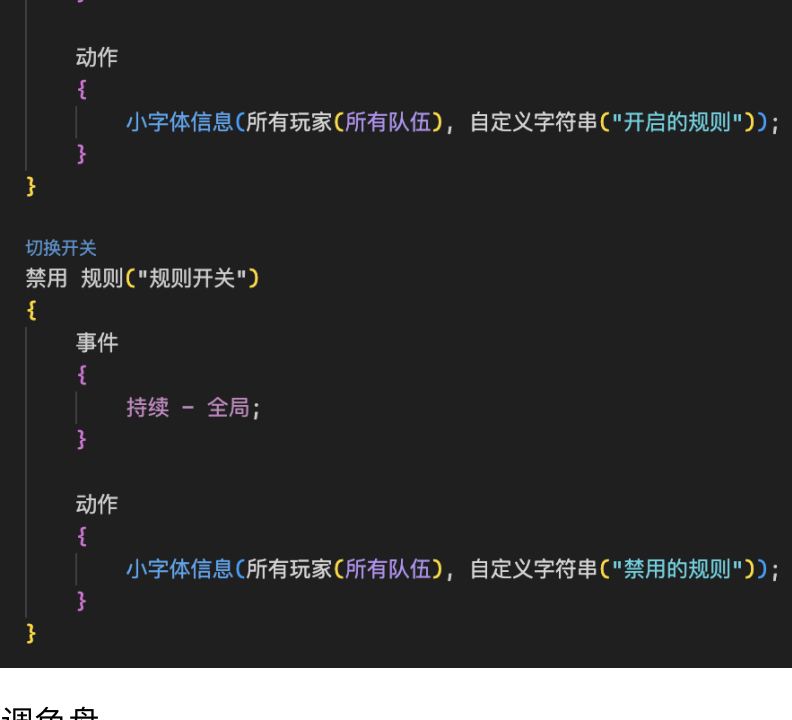 }
动作
{
小字体信息(所有玩家(所有队伍), 自定义字符串("开启的规则"));
}
}
切换开关
禁用 规则("规则开关")
{
事件
{
持续 - 全局;
}
动作
{
小字体信息(所有玩家(所有队伍), 自定义字符串("禁用的规则"));
}
}
调色盘